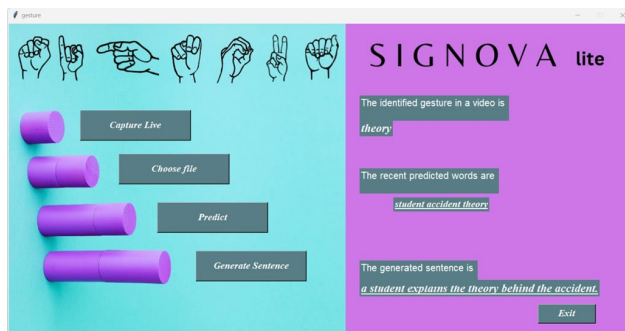 gesture
SIGNOVA lite
Capture Live
Choose file
Predict
Generate Sentence
The identified gesture in a video is
theory
The recent predicted words are
student accident theory
The generated sentence is
a student explains the theory behind the accident.
Exit